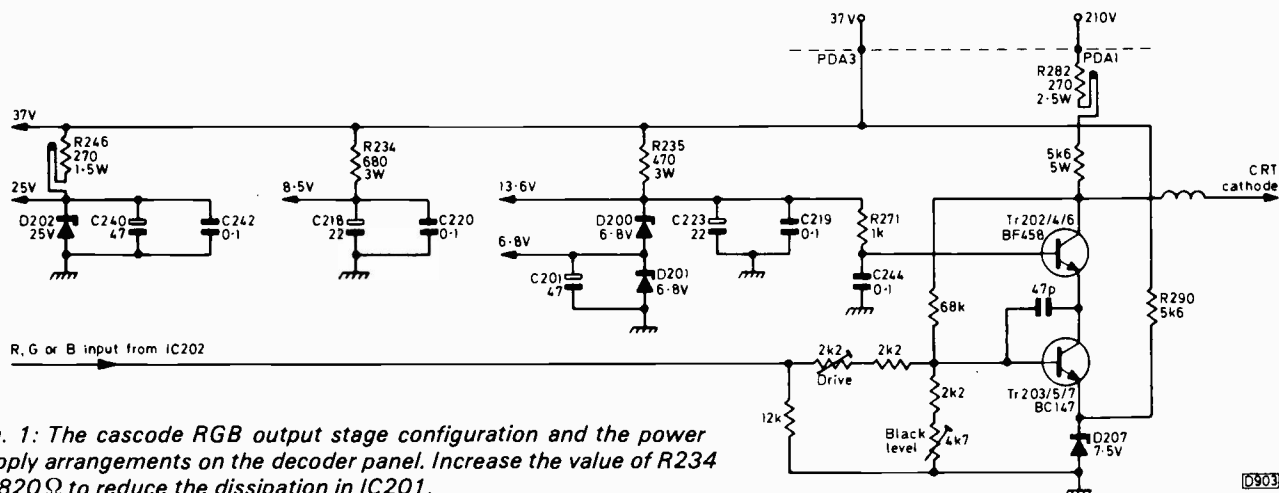 37V
210V
PDA3
PDA1
R282
270
2·5W
37V
R246
270
1·5W
R234
680
3W
R235
470
3W
5k6
5W
CRT
cathode
25V
8·5V
13·6V
D202
25V
C240
47
C242
0·1
C218
22
C220
0·1
D200
6·8V
C223
22
C219
0·1
R271
1k
Tr202/4/6
BF458
6·8V
C201
47
D201
6·8V
C244
0·1
68k
47p
R290
5k6
R, G or B input from IC202
2k2
Drive
2k2
Tr203/5/7
BC147
12k
2k2
Black
level
4k7
D207
7·5V
. 1: The cascode RGB output stage configuration and the power
pply arrangements on the decoder panel. Increase the value of R234
820Ω to reduce the dissipation in IC201.
D903